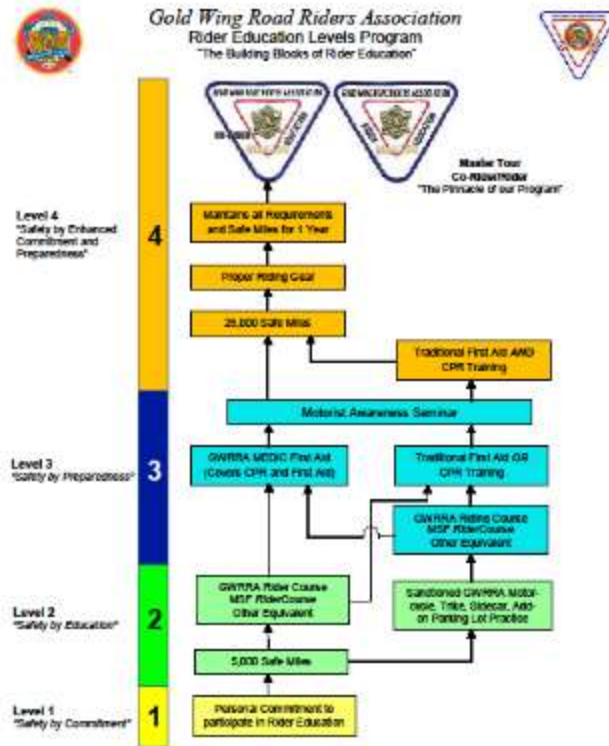 Gold Wing Road Riders Association
Rider Education Levels Program
"The Building Blocks of Rider Education"
Master Tour
"The Pinnacle of our Program"
Level 4
"Safety by Enhanced
Commitment and
Preparedness"
4
Maintains all Requirements
and Safe Miles for 1 Year
Proper Riding Gear
25,000 Safe Miles
Traditional First Aid AND
CPR Training
Motorist Awareness Seminar
Level 3
"Safety by Preparedness"
3
GWRRA MEDIC First Aid
(Covers CPR and First Aid)
Traditional First Aid OR
CPR Training
GWRRA Riding Course
MSF RiderCourse
Other Equivalent
Level 2
"Safety by Education"
2
GWRRA Rider Course
MSF RiderCourse
Other Equivalent
Sanctioned GWRRA Motor-
cycle, Trike, Sidecar, Add-
on Parking Lot Practice
5,000 Safe Miles
Level 1
"Safety by Commitment"
1
Personal Commitment to
participate in Rider Education